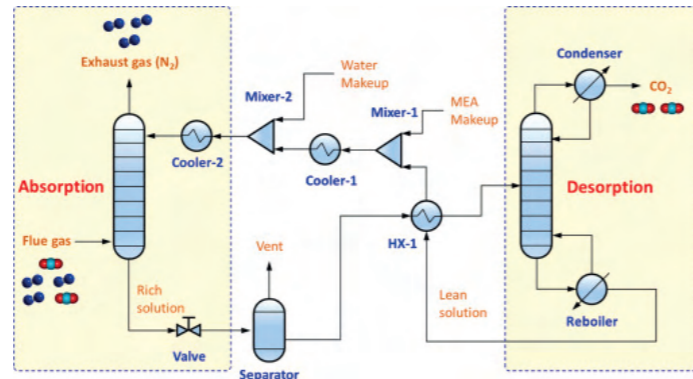 Exhaust gas (N₂)
Water
Makeup
Condenser
Mixer-2
Mixer-1
MEA
Makeup
CO₂
Cooler-2
Cooler-1
Absorption
Desorption
Flue gas
HX-1
Vent
Rich
solution
Lean
solution
Valve
Reboiler
Separator